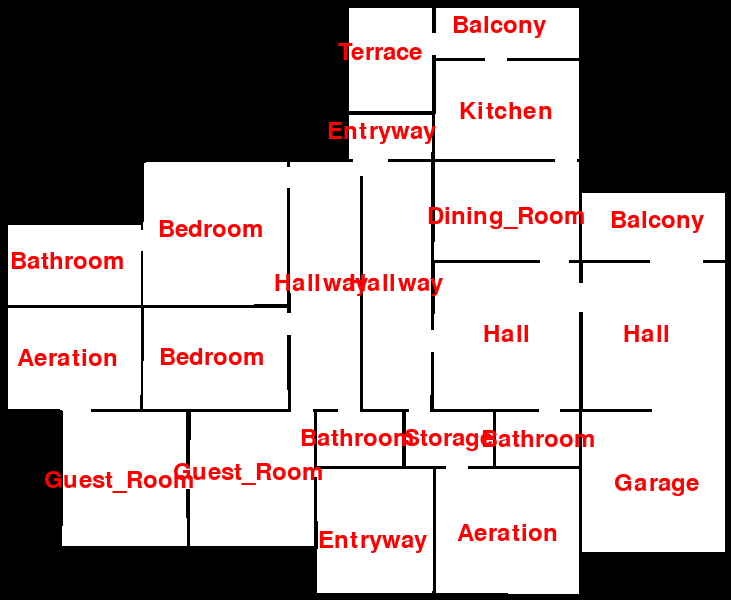 Balcony
Terrace
Kitchen
Entryway
Dining_Room
Balcony
Bedroom
Bathroom
Hallway
Hallway
Hall
Hall
Aeration
Bedroom
Bathroom
Storage
Bathroom
Guest_Room
Guest_Room
Garage
Entryway
Aeration